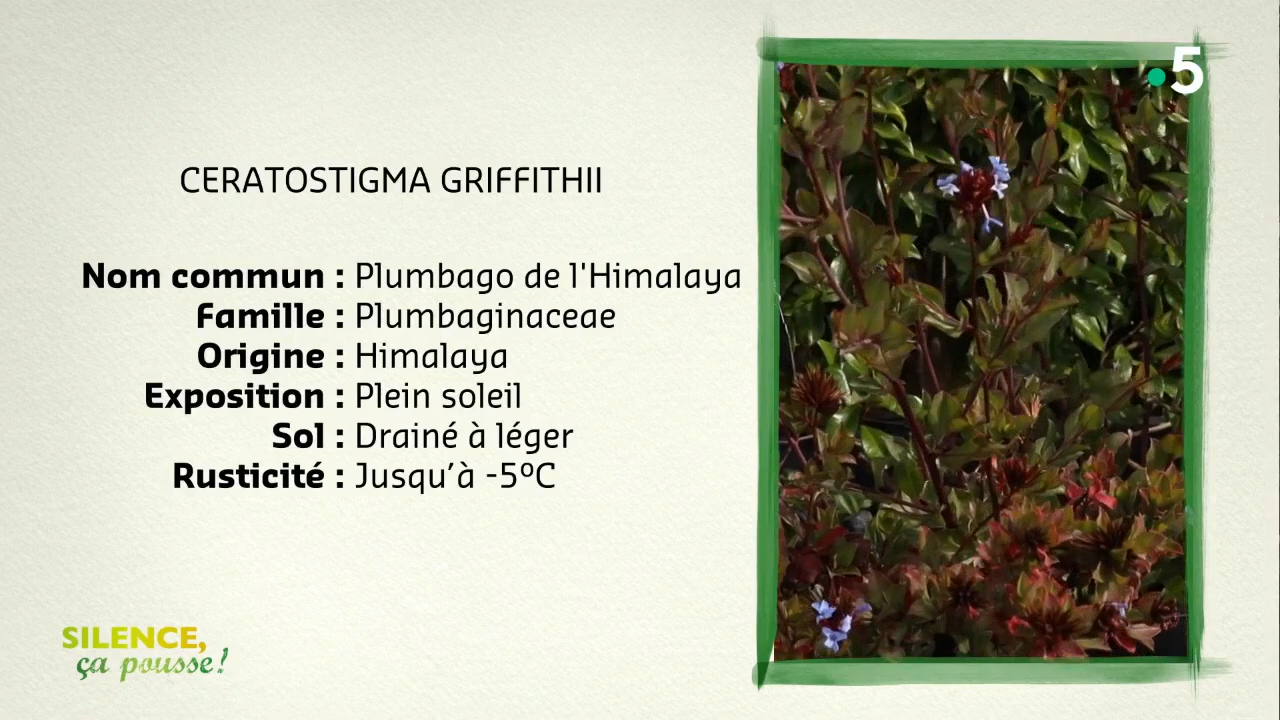 5
CERATOSTIGMA GRIFFITHII
Nom commun : Plumbago de l'Himalaya
Famille : Plumbaginaceae
Origine : Himalaya
Exposition : Plein soleil
Sol : Drainé à léger
Rusticité : Jusqu’à -5ºC
SILENCE,
ça pousse!